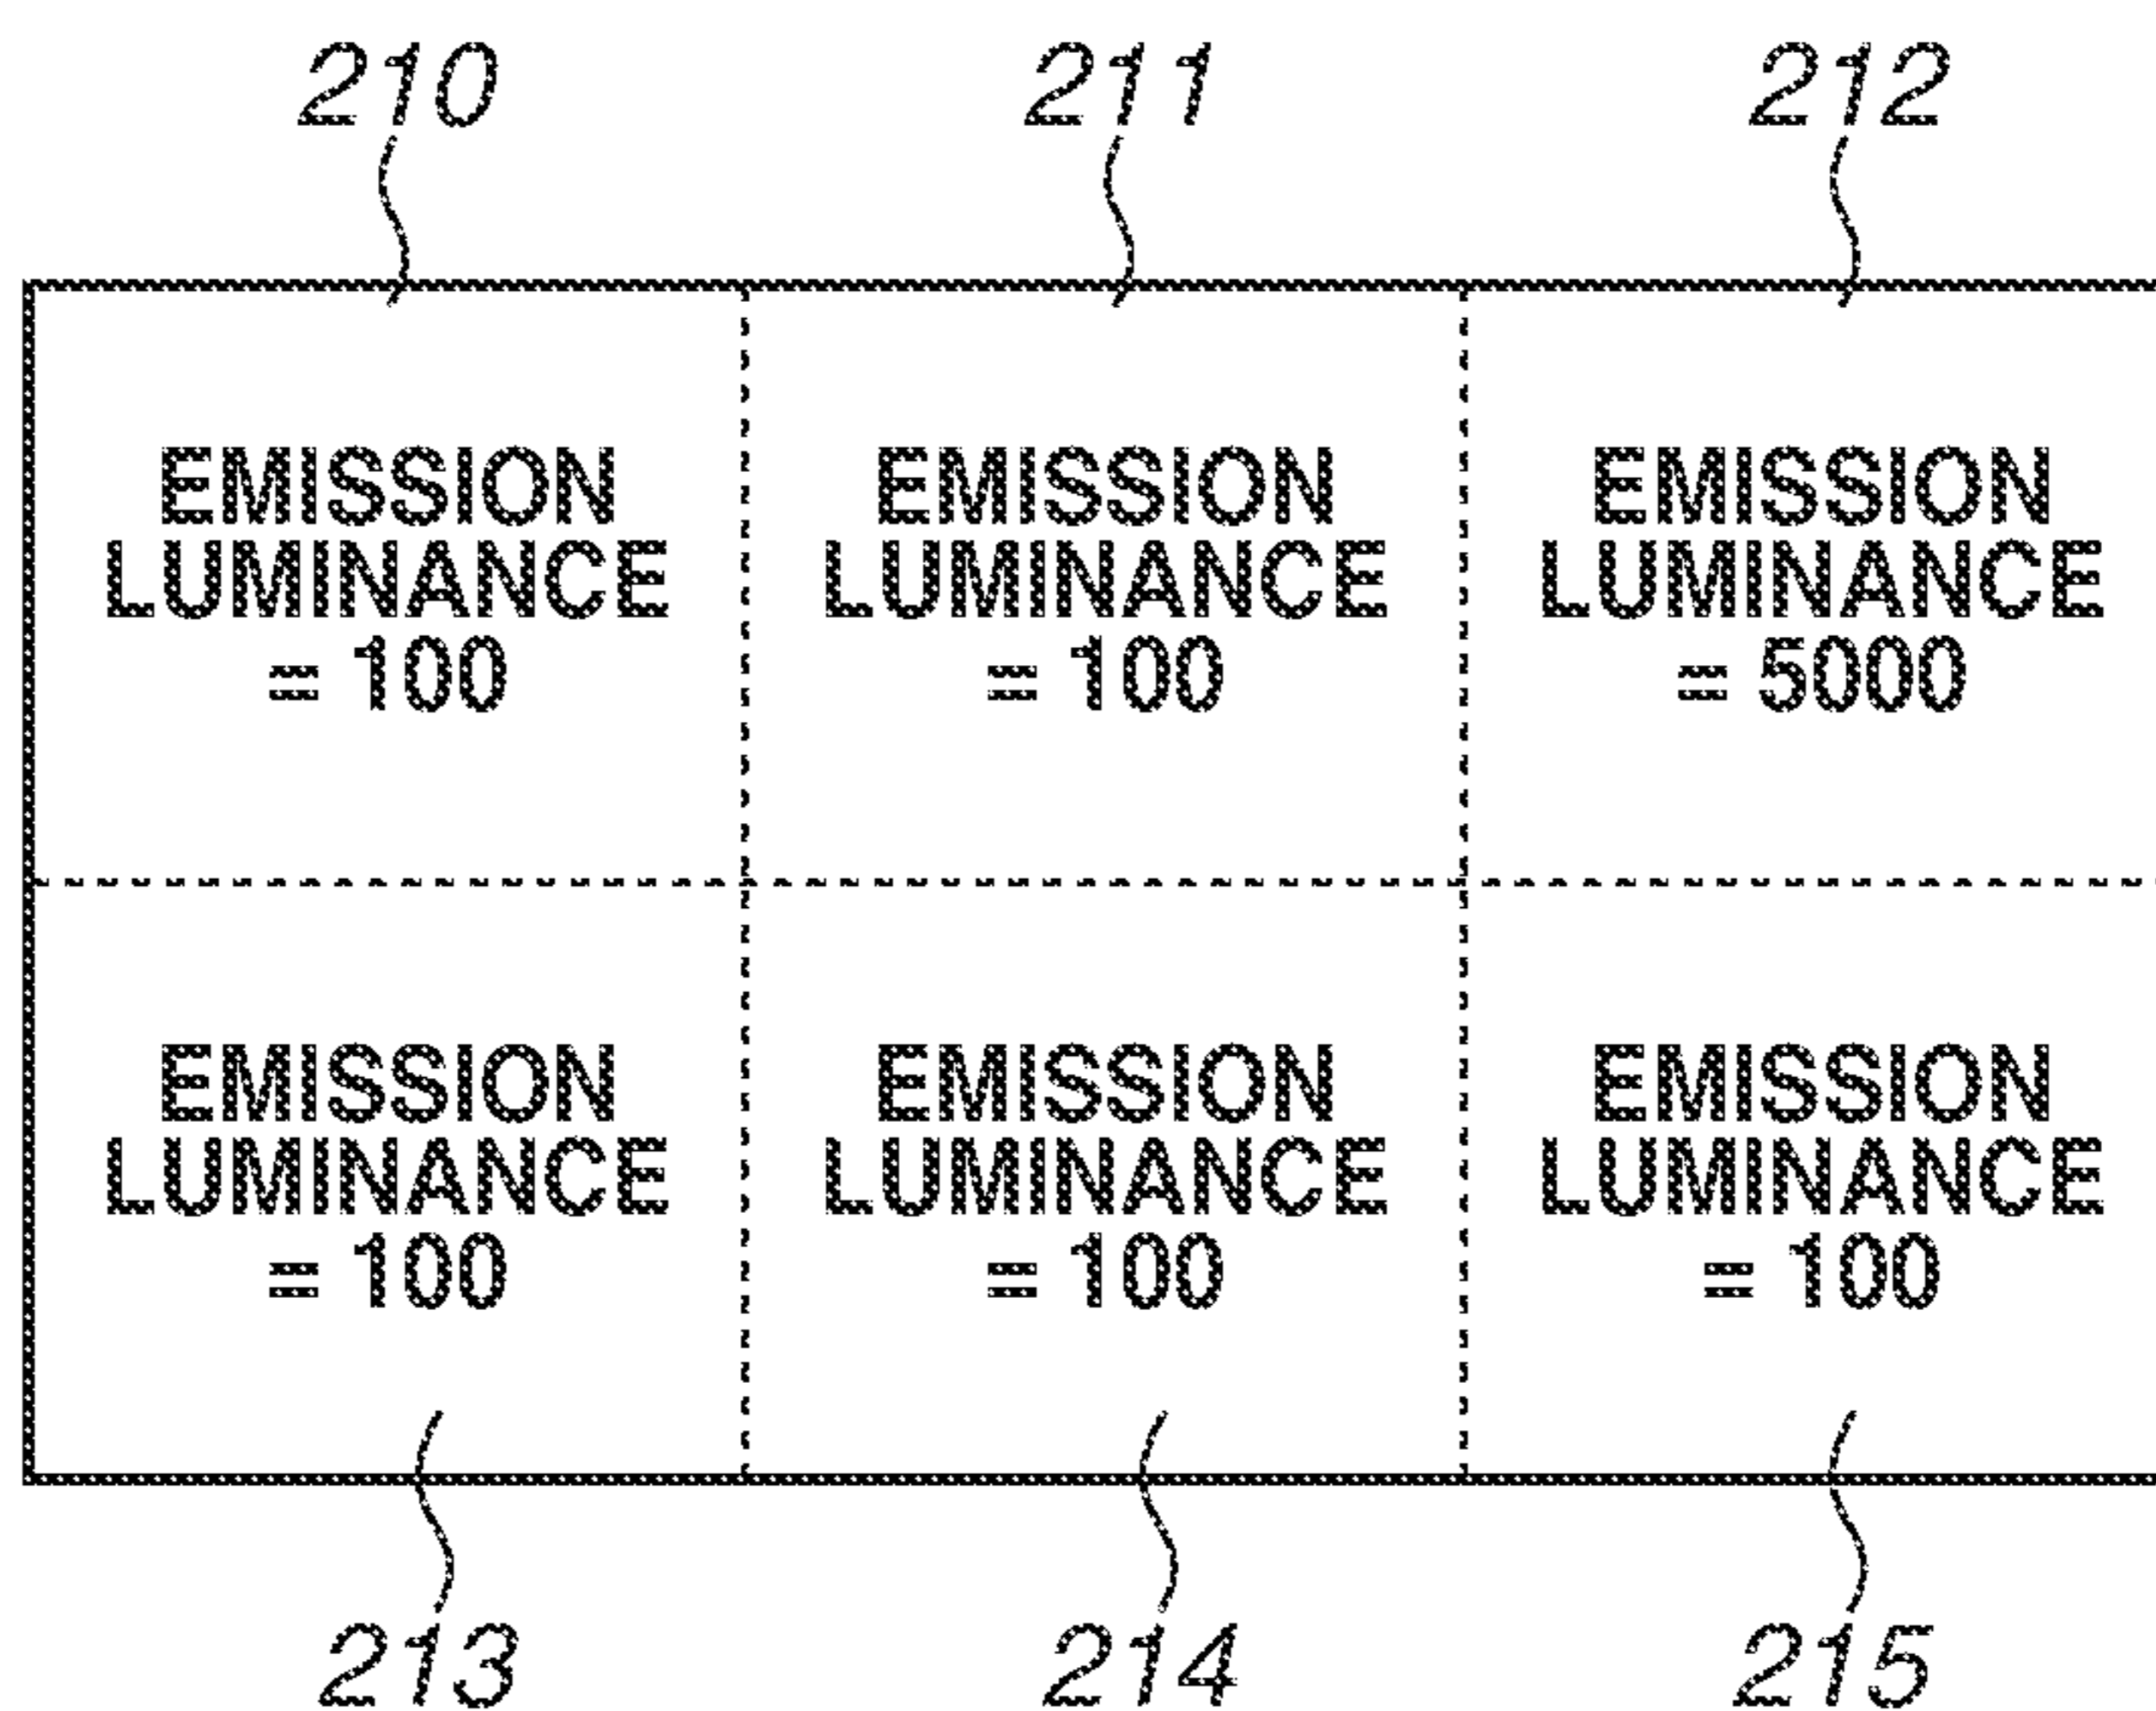 210 211 212
EMISSION EMISSION EMISSION
LUMINANCE LUMINANCE LUMINANCE
= 100 = 100 = 5000
EMISSION EMISSION EMISSION
LUMINANCE LUMINANCE LUMINANCE
= 100 = 100 = 100
213 214 215